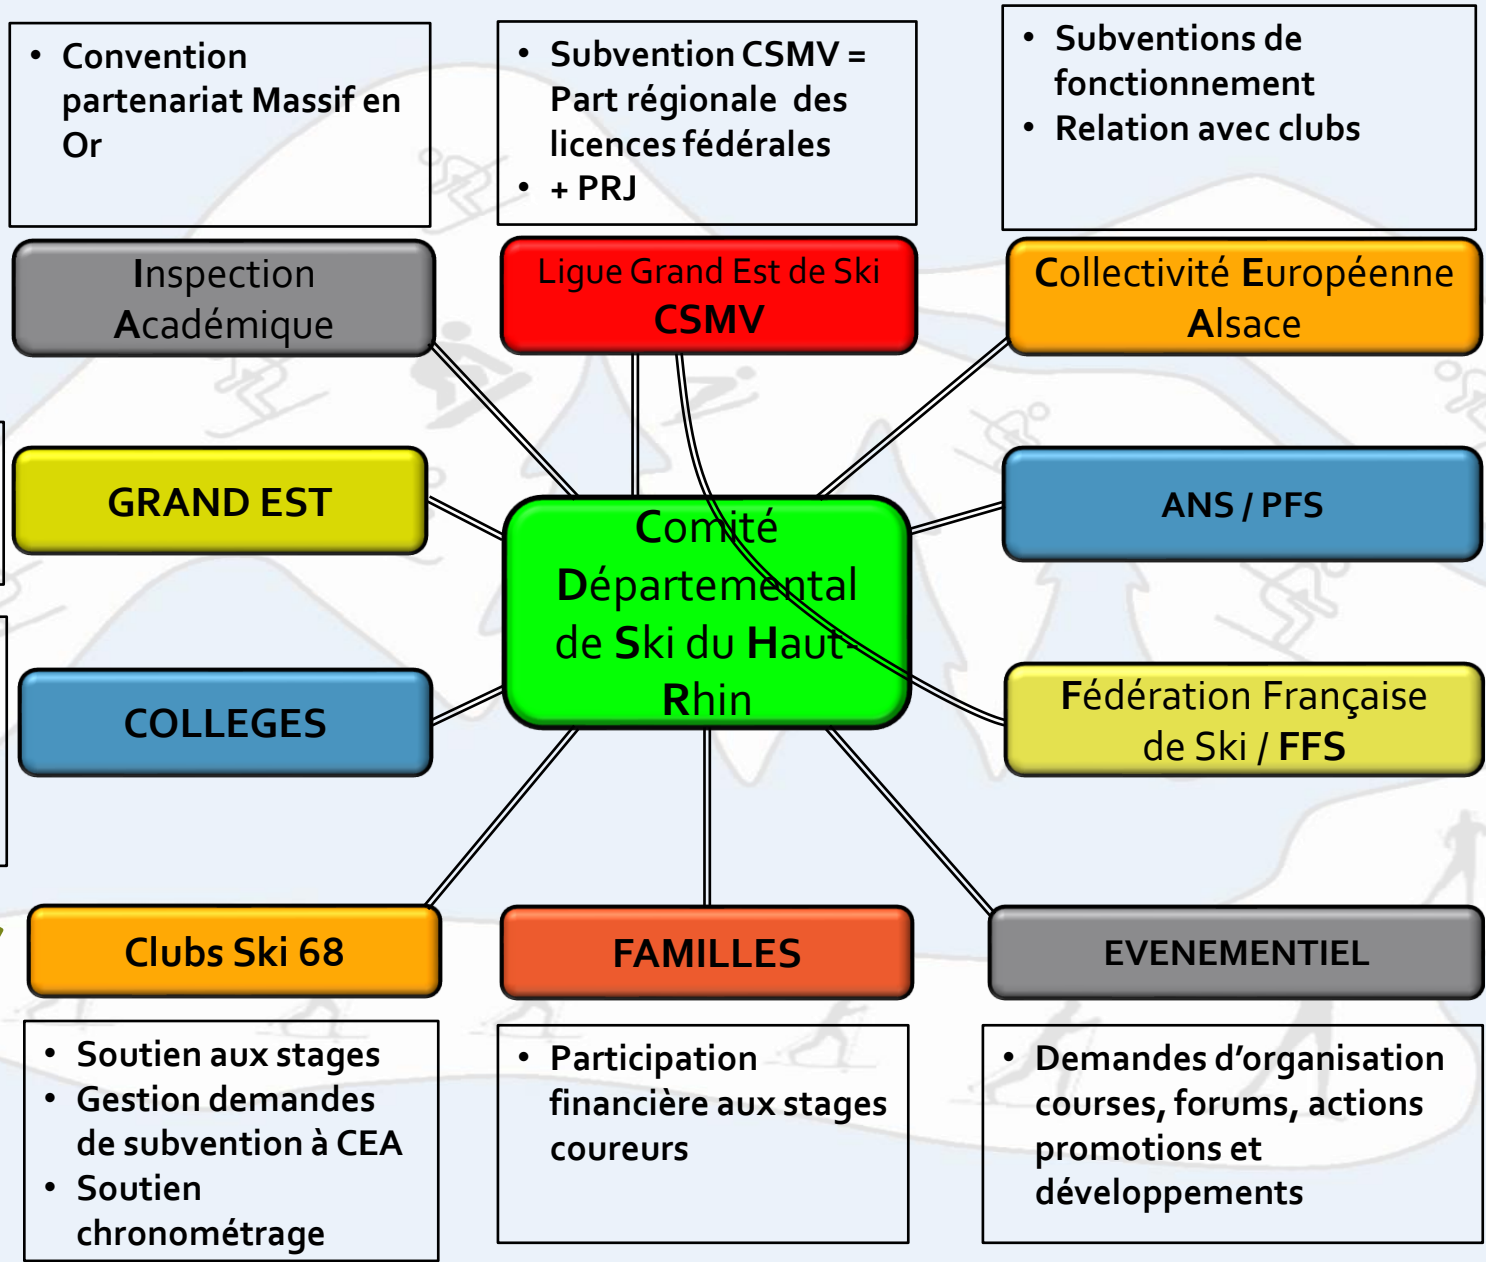 • Convention
partenariat Massif en
Or
• Subvention CSMV =
Part régionale des
licences fédérales
• + PRJ
• Subventions de
fonctionnement
• Relation avec clubs
Inspection
Académique
Ligue Grand Est de Ski
CSMV
Collectivité Européenne
Alsace
GRAND EST
Comité
Départemental
de Ski du Haut-
Rhin
ANS / PFS
COLLEGES
Fédération Française
de Ski / FFS
Clubs Ski 68
FAMILLES
EVENEMENTIEL
• Soutien aux stages
• Gestion demandes
de subvention à CEA
• Soutien
chronométrage
• Participation
financière aux stages
coureurs
• Demandes d’organisation
courses, forums, actions
promotions et
développements